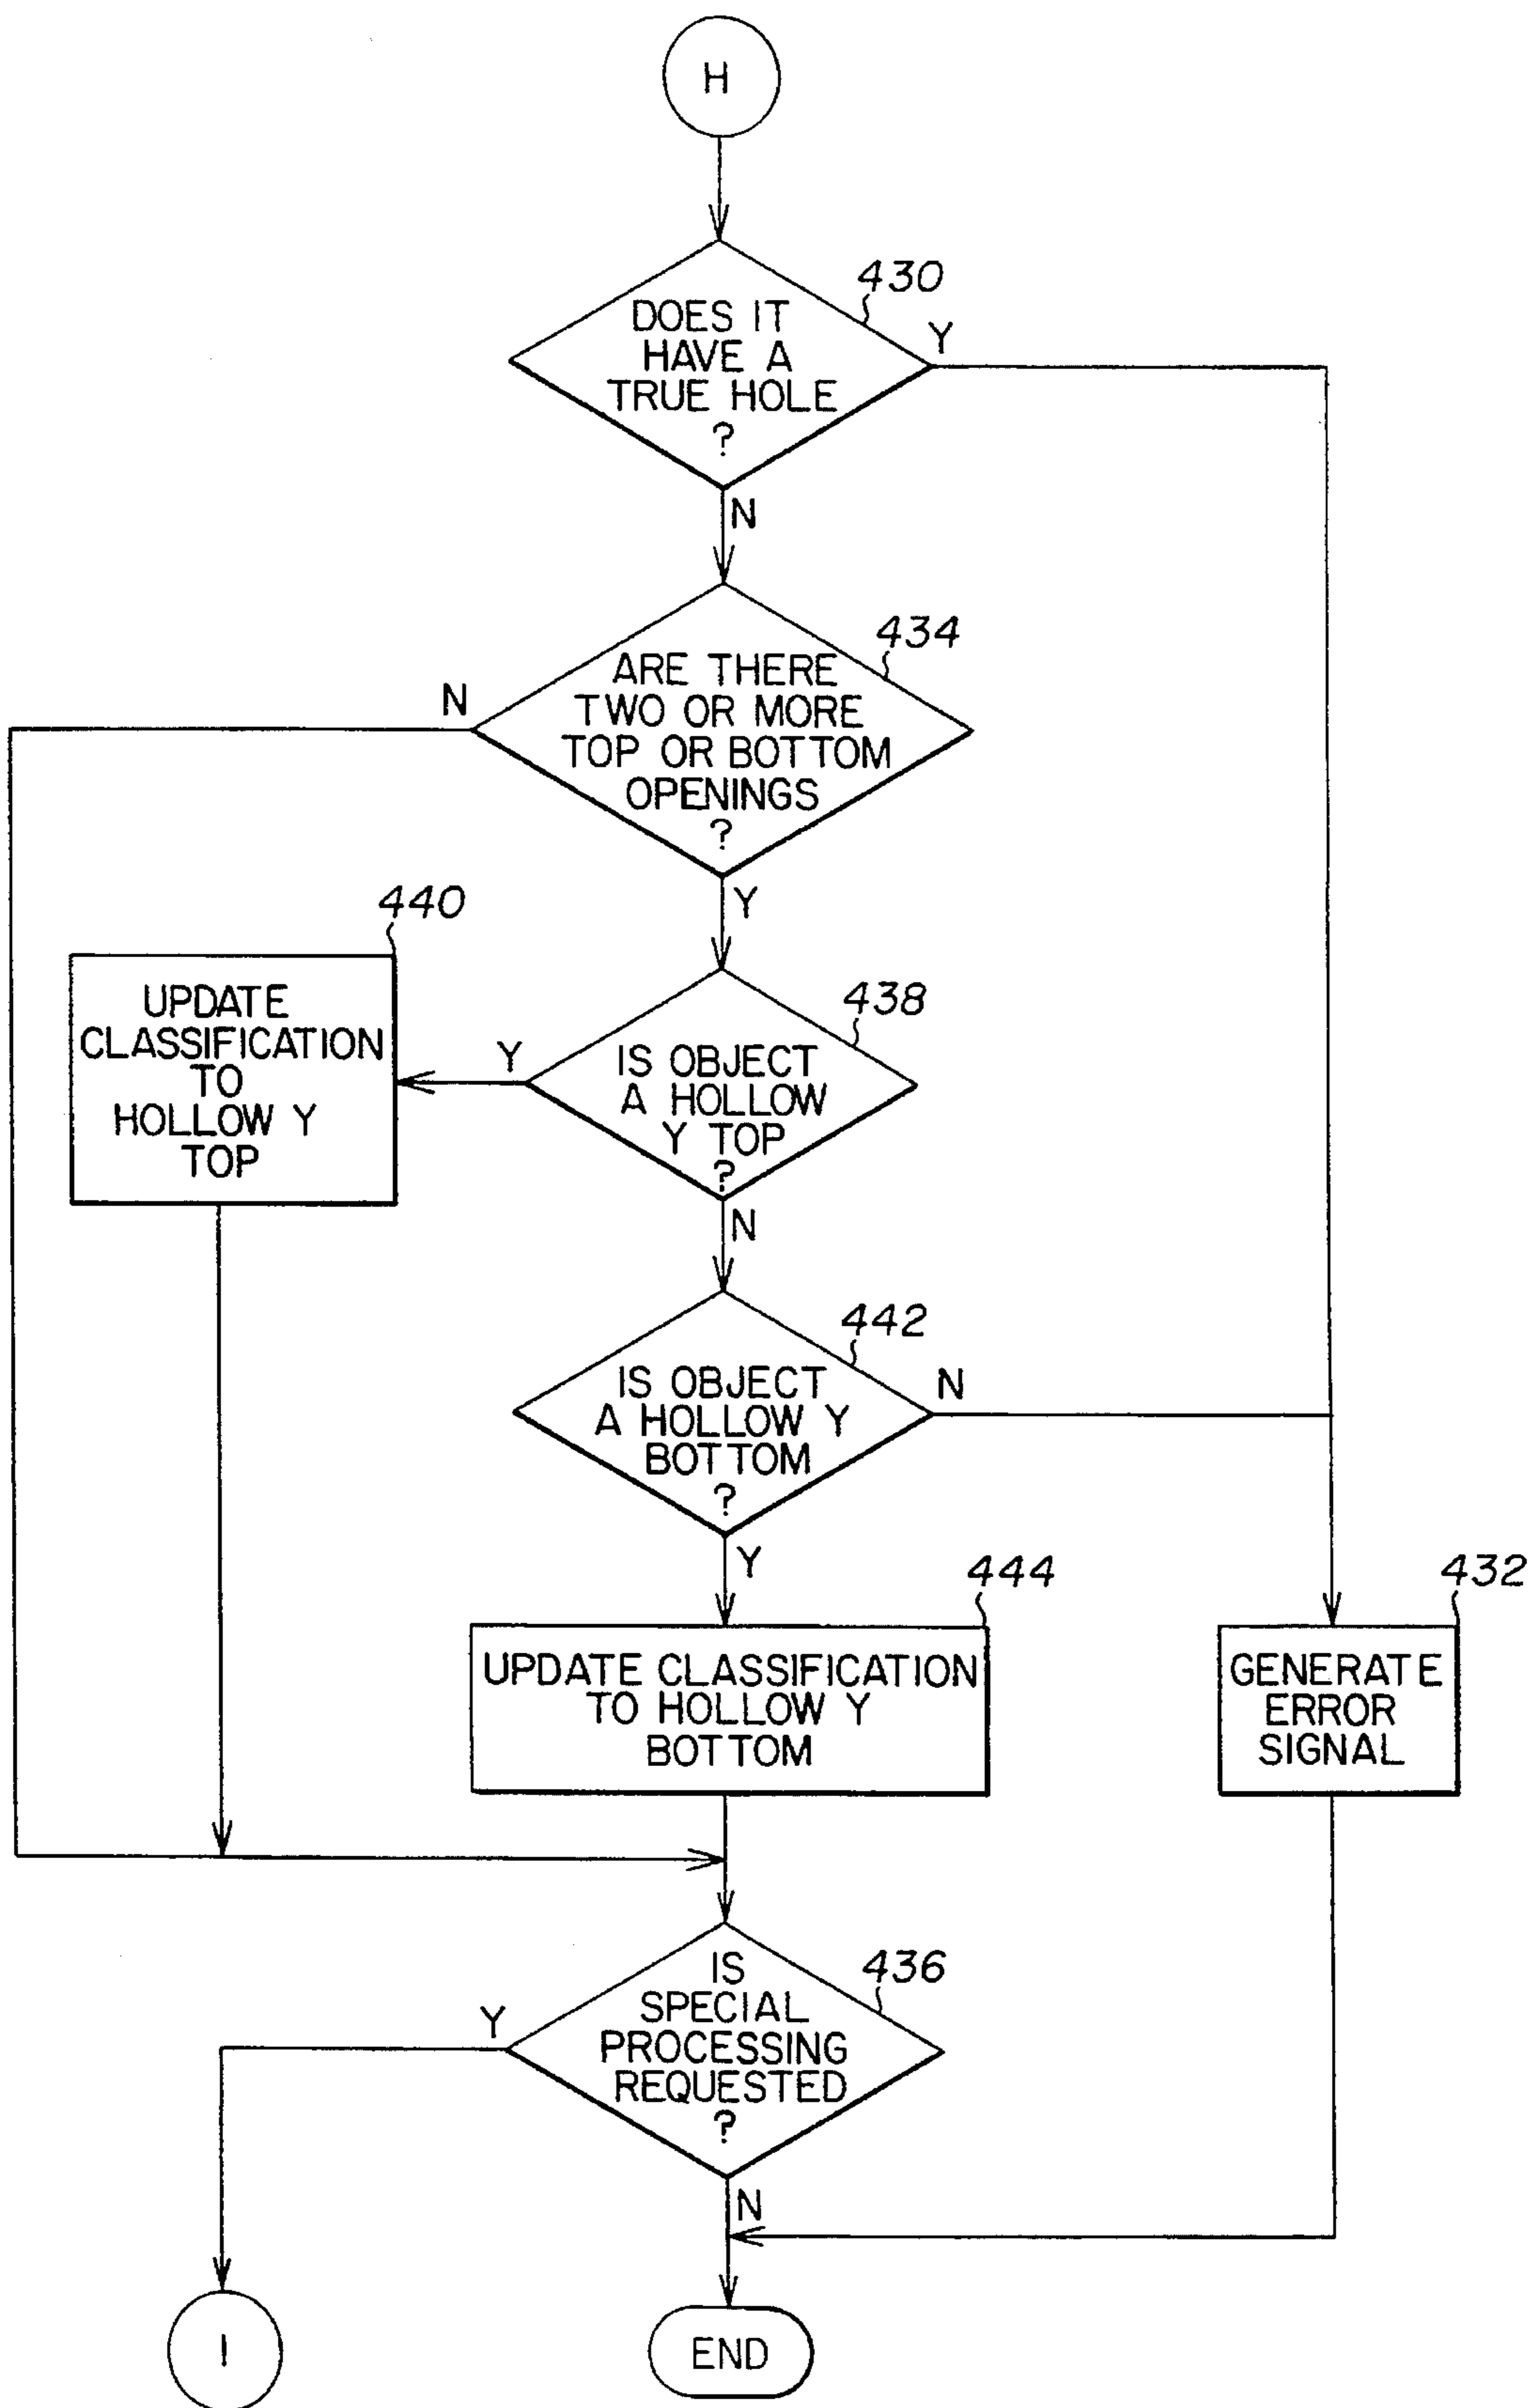 H
430
DOES IT
HAVE A
TRUE HOLE
?
Y
N
434
ARE THERE
TWO OR MORE
TOP OR BOTTOM
OPENINGS
?
N
Y
440
UPDATE
CLASSIFICATION
TO
HOLLOW Y
TOP
438
IS OBJECT
A HOLLOW
Y TOP
?
Y
N
442
IS OBJECT
A HOLLOW Y
BOTTOM
?
N
Y
444
UPDATE CLASSIFICATION
TO HOLLOW Y
BOTTOM
432
GENERATE
ERROR
SIGNAL
436
IS
SPECIAL
PROCESSING
REQUESTED
?
Y
N
I
END